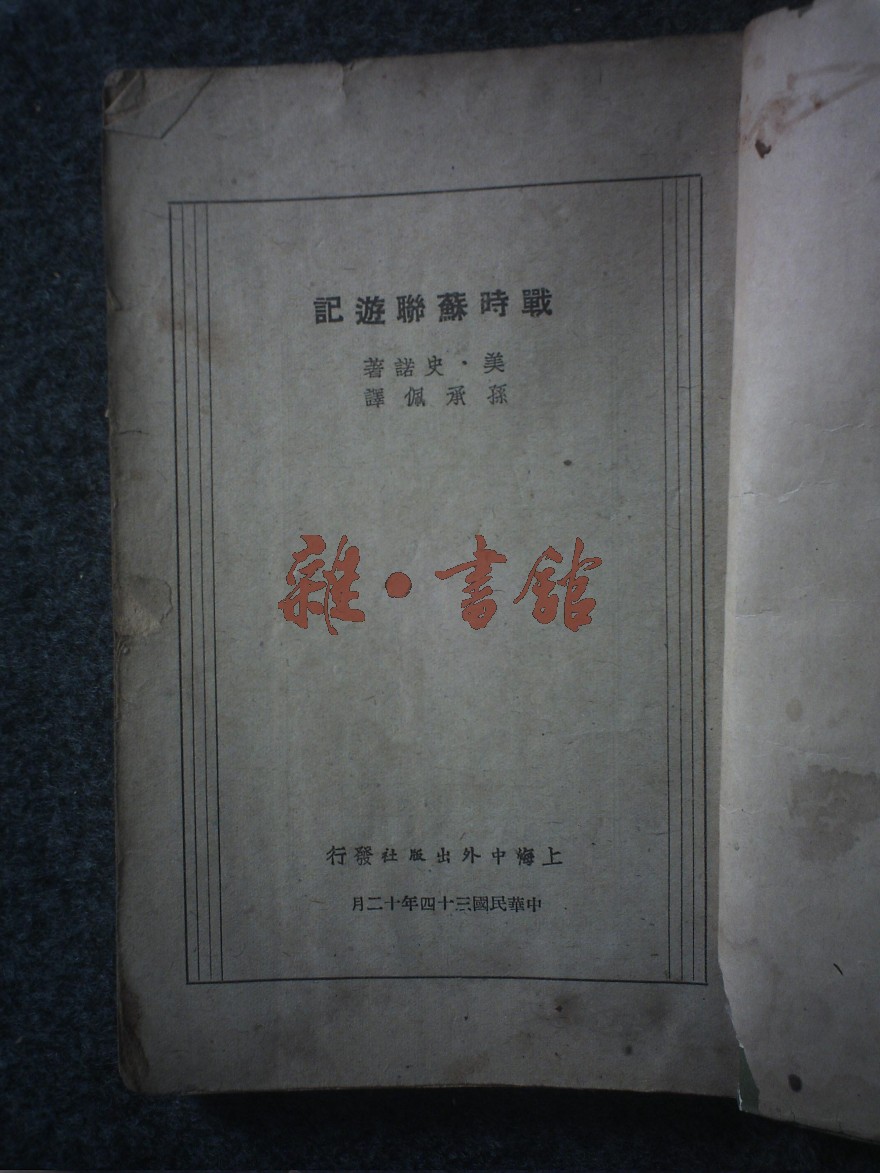 戰時蘇聯遊記
美·史諾著
孫承佩譯
雜·書館
上海中外出版社發行
中華民國三十四年十二月